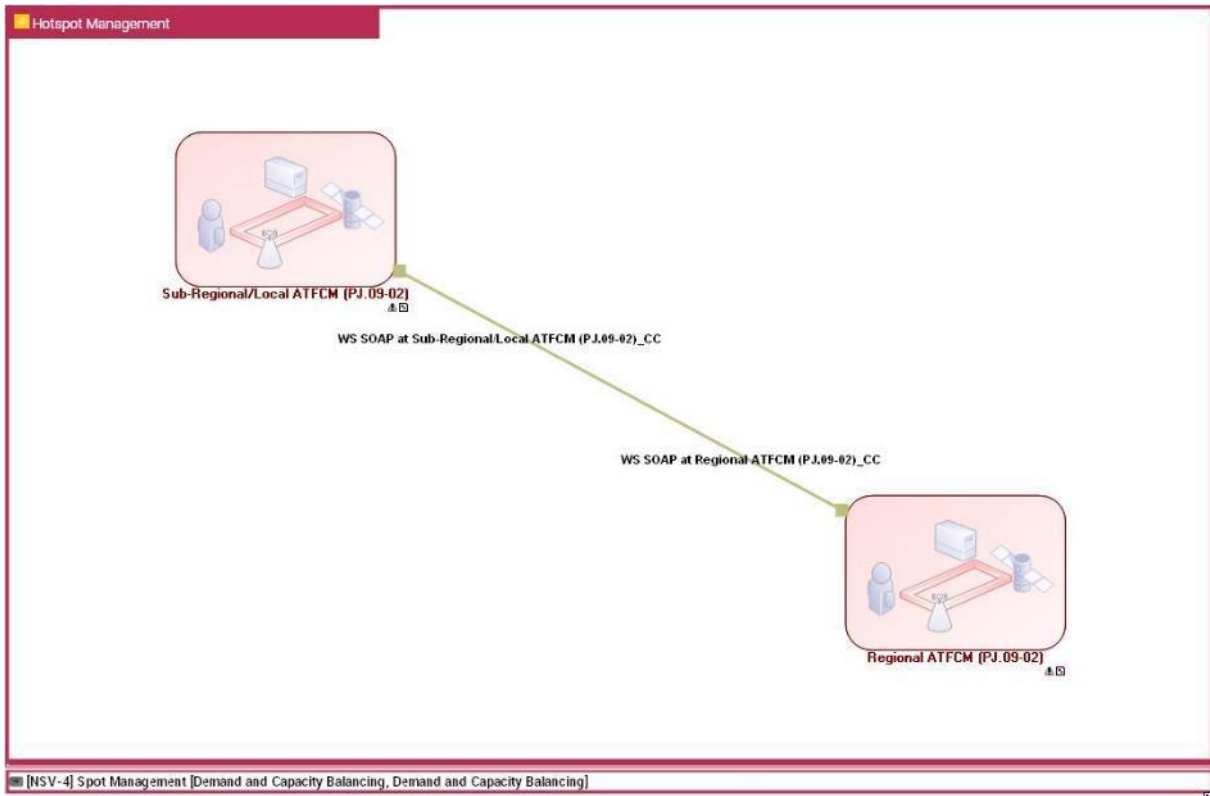 Hotspot Management
Sub-Regional/Local ATFCM (PJ.09-02)
WS SOAP at Sub-Regional/Local ATFCM (PJ.09-02)_CC
WS SOAP at Regional ATFCM (PJ.09-02)_CC
Regional ATFCM (PJ.09-02)
[NSV-4] Spot Management [Demand and Capacity Balancing, Demand and Capacity Balancing]